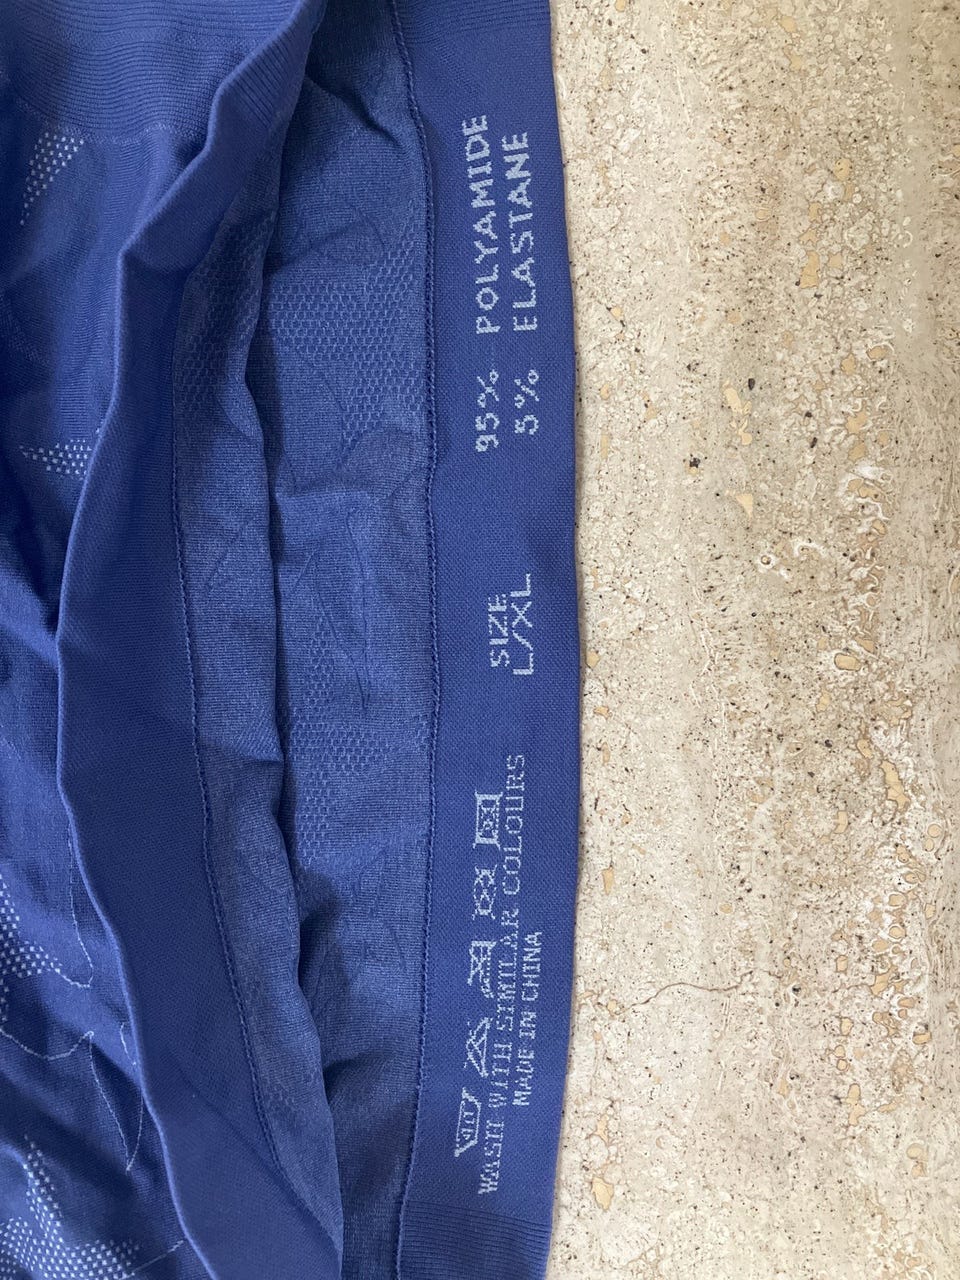 95% POLYAMIDE
5% ELASTANE
SIZE
L/XL
WASH WITH SIMILAR COLOURS
MADE IN CHINA